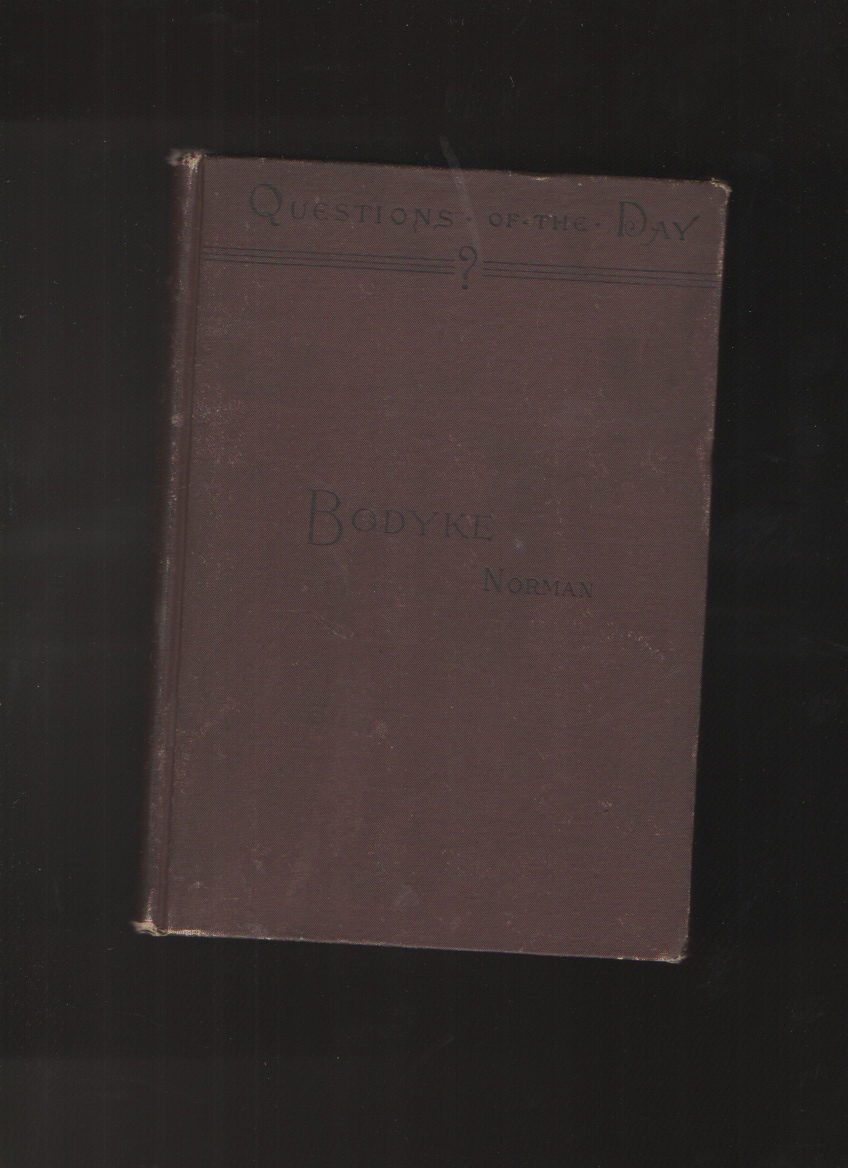 QUESTIONS · OF · THE · DAY
?
BODYKE
NORMAN